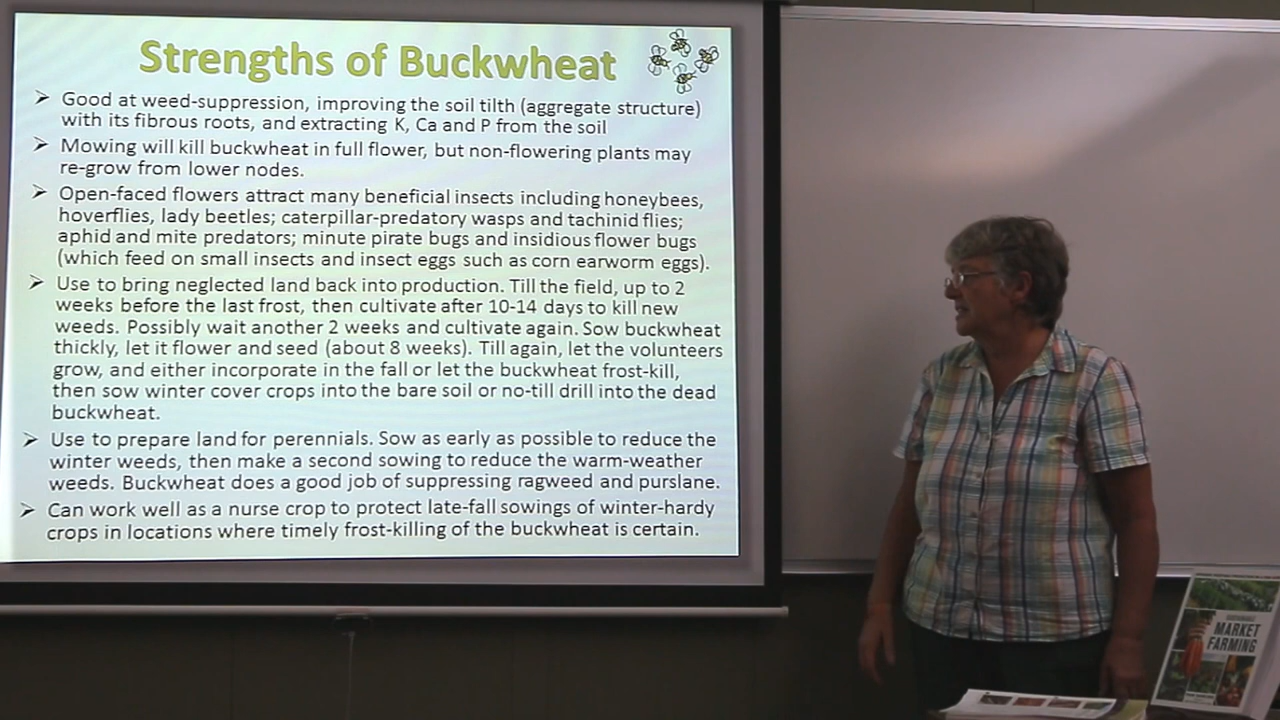 Strengths of Buckwheat
Good at weed-suppression, improving the soil tilth (aggregate structure)
with its fibrous roots, and extracting K, Ca and P from the soil
Mowing will kill buckwheat in full flower, but non-flowering plants may
re-grow from lower nodes.
Open-faced flowers attract many beneficial insects including honeybees,
hoverflies, lady beetles; caterpillar-predatory wasps and tachinid flies;
aphid and mite predators; minute pirate bugs and insidious flower bugs
(which feed on small insects and insect eggs such as corn earworm eggs).
Use to bring neglected land back into production. Till the field, up to 2
weeks before the last frost, then cultivate after 10-14 days to kill new
weeds. Possibly wait another 2 weeks and cultivate again. Sow buckwheat
thickly, let it flower and seed (about 8 weeks). Till again, let the volunteers
grow, and either incorporate in the fall or let the buckwheat frost-kill,
then sow winter cover crops into the bare soil or no-till drill into the dead
buckwheat.
Use to prepare land for perennials. Sow as early as possible to reduce the
winter weeds, then make a second sowing to reduce the warm-weather
weeds. Buckwheat does a good job of suppressing ragweed and purslane.
Can work well as a nurse crop to protect late-fall sowings of winter-hardy
crops in locations where timely frost-killing of the buckwheat is certain.
MARKET
FARMING